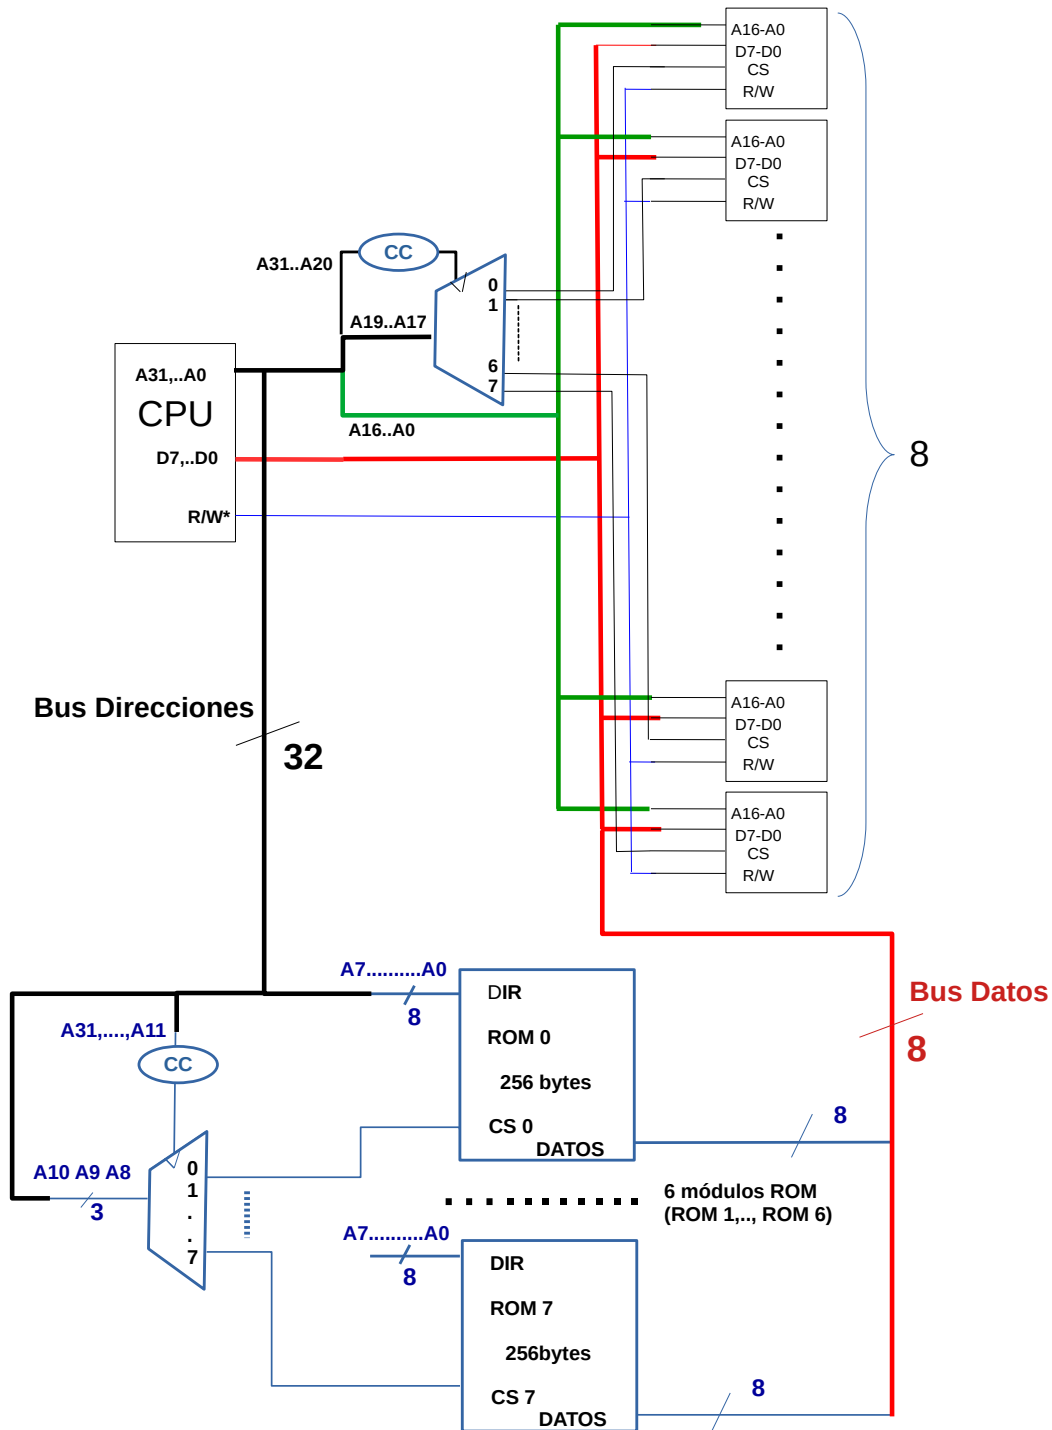 A16-A0
D7-D0
CS
R/W
A16-A0
D7-D0
CS
R/W
8
CC
A31..A20
0
1
A19..A17
6
7
A31,..A0
CPU
A16..A0
D7,..D0
R/W*
Bus Direcciones
32
A16-A0
D7-D0
CS
R/W
A16-A0
D7-D0
CS
R/W
A7..........A0
8
DIR
ROM 0
256 bytes
CS 0
DATOS
Bus Datos
8
A31,....,A11
CC
8
A10 A9 A8
3
0
1
.
.
7
6 módulos ROM
(ROM 1,.., ROM 6)
A7..........A0
8
DIR
ROM 7
256bytes
CS 7
DATOS
8